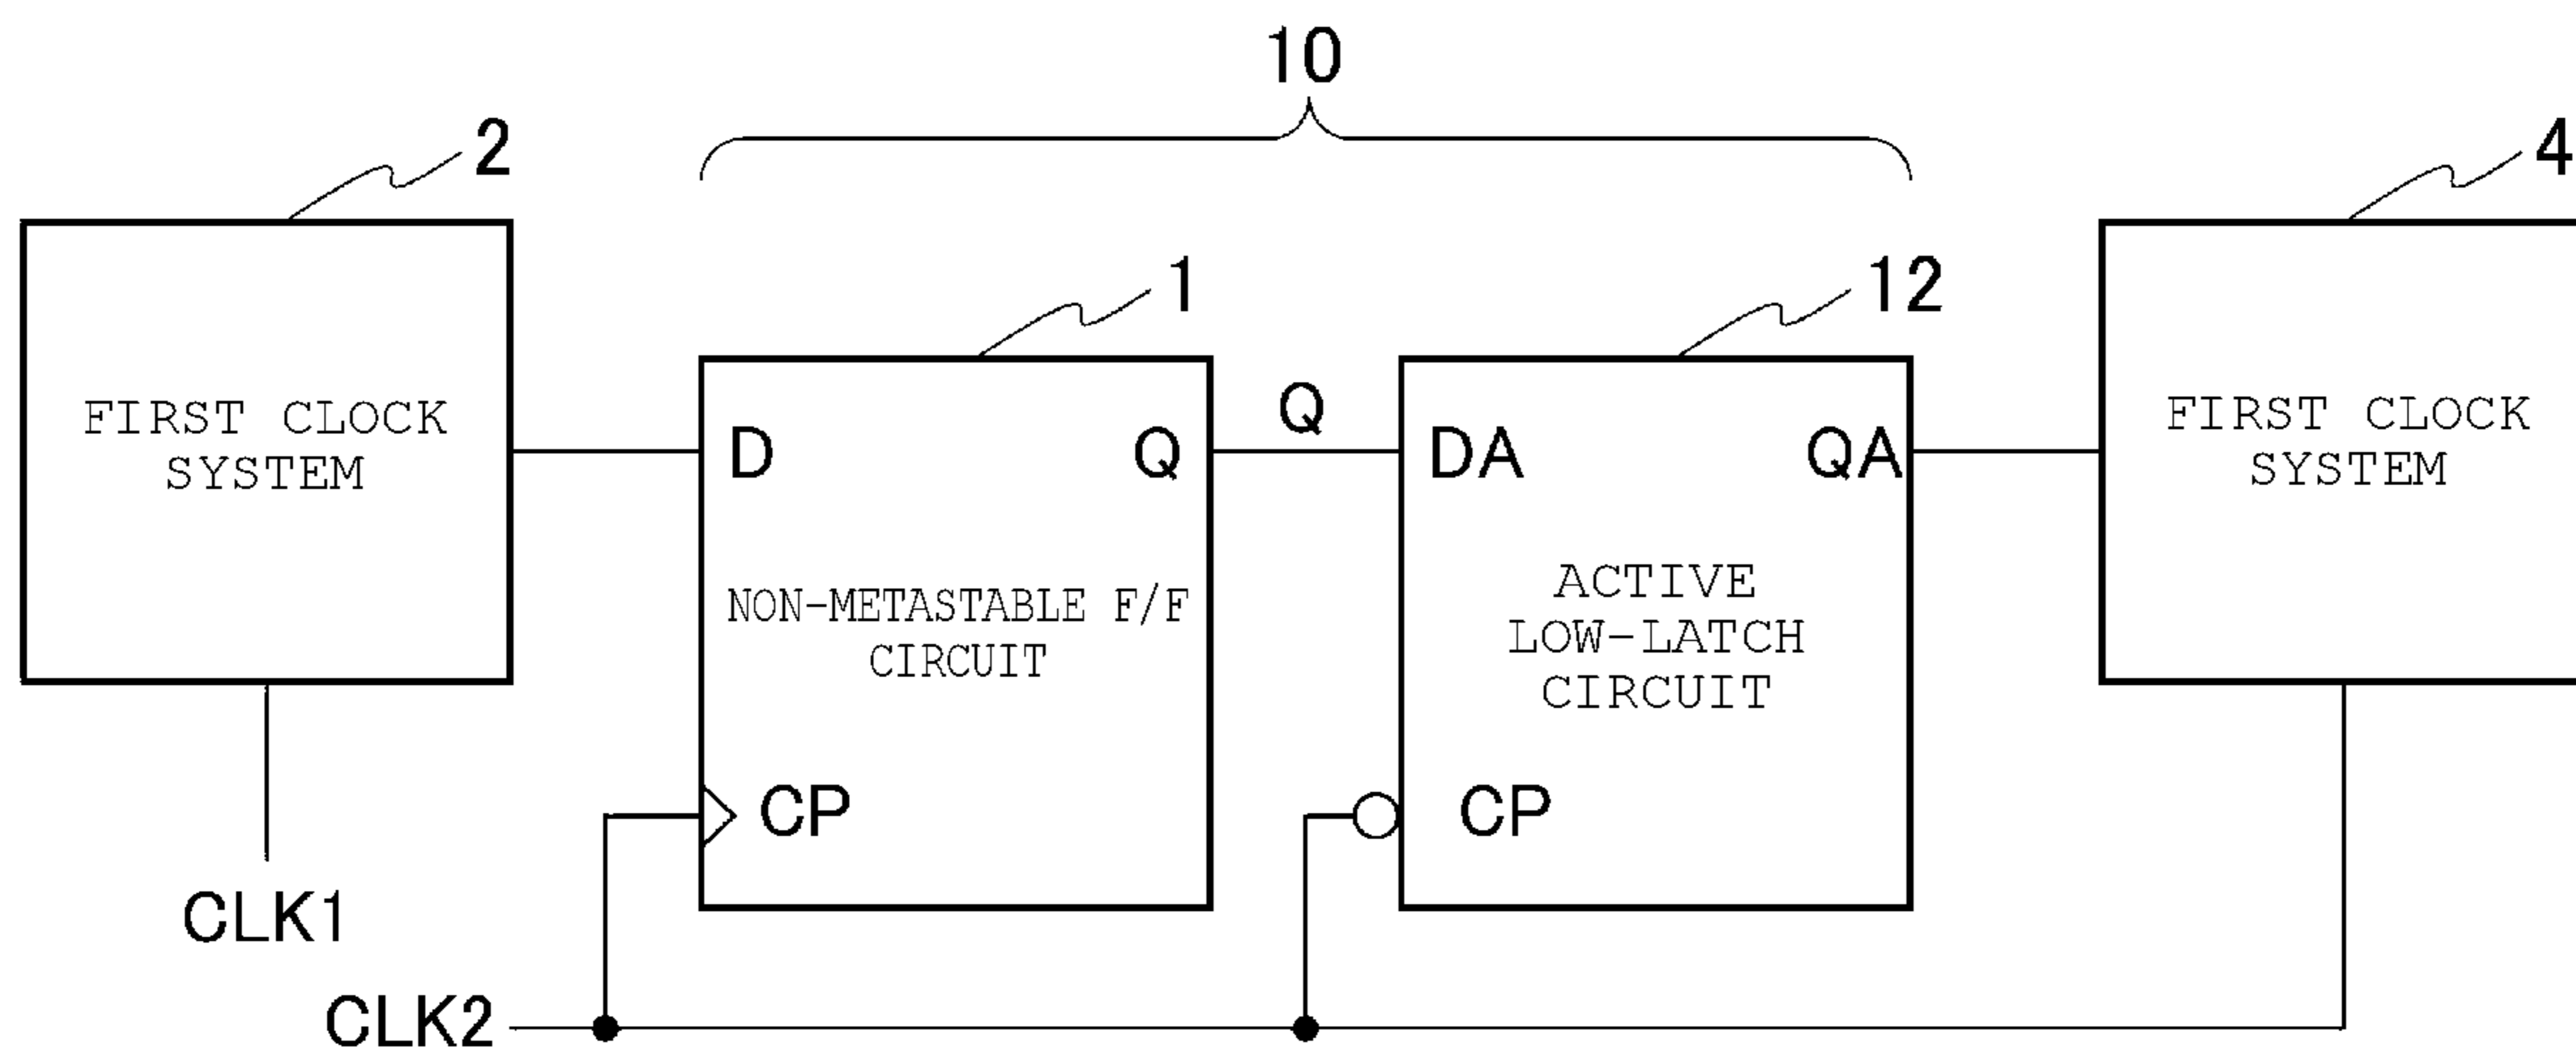 10
2
4
1
12
FIRST CLOCK
SYSTEM
D
Q
NON-METASTABLE F/F
CIRCUIT
CP
Q
DA
QA
ACTIVE
LOW-LATCH
CIRCUIT
CP
FIRST CLOCK
SYSTEM
CLK1
CLK2